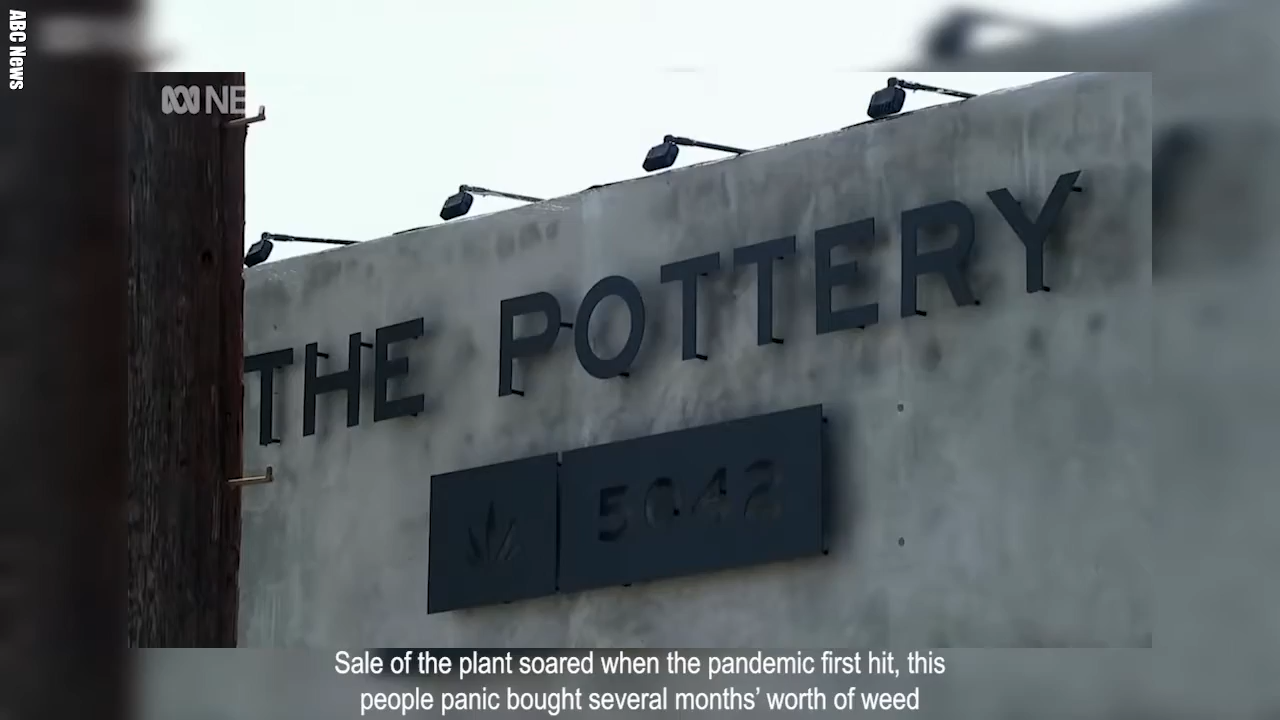 ABC News
NE
THE POTTERY
5042
Sale of the plant soared when the pandemic first hit, this
people panic bought several months’ worth of weed